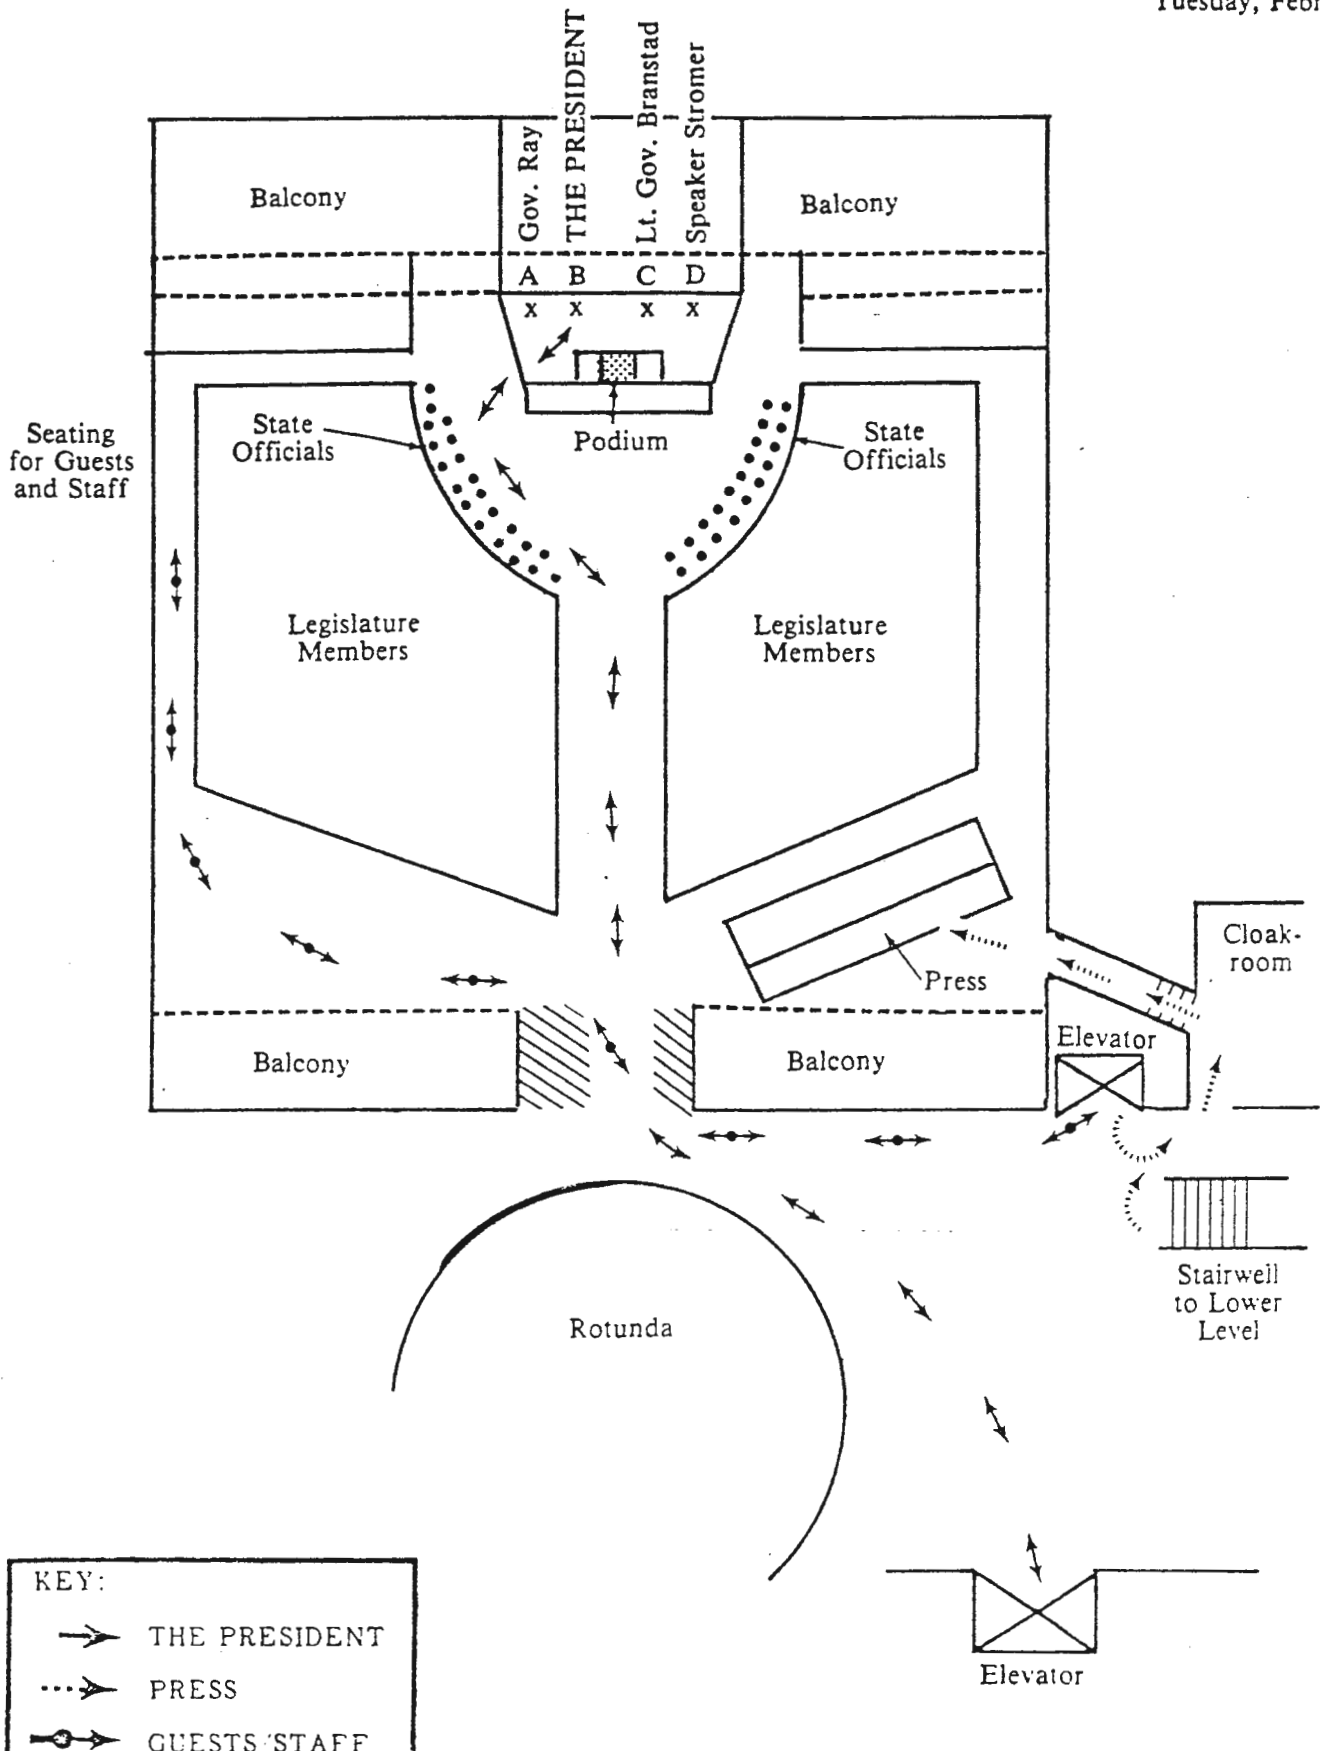 Tuesday,
Gov. Ray
THE PRESIDENT
Lt. Gov. Branstad
Speaker Stromer
Balcony
Balcony
A B C D
x x x x
Seating
for Guests
and Staff
State
Officials
Podium
State
Officials
Legislature
Members
Legislature
Members
Cloak-
room
Press
Elevator
Balcony
Balcony
Stairwell
to Lower
Level
Rotunda
Elevator
KEY:
THE PRESIDENT
PRESS
GUESTS/STAFF